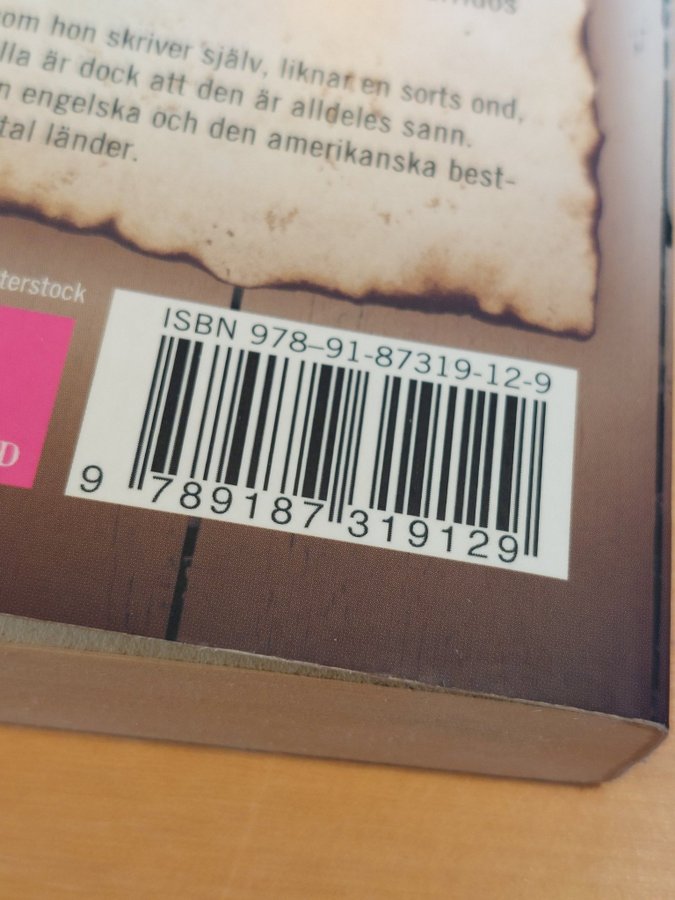 om hon skriver själv, liknar en sorts ond,
lla är dock att den är alldeles sann.
n engelska och den amerikanska best-
tal länder.
terstock
D
ISBN 978–91-87319-12-9
9 789187 319129